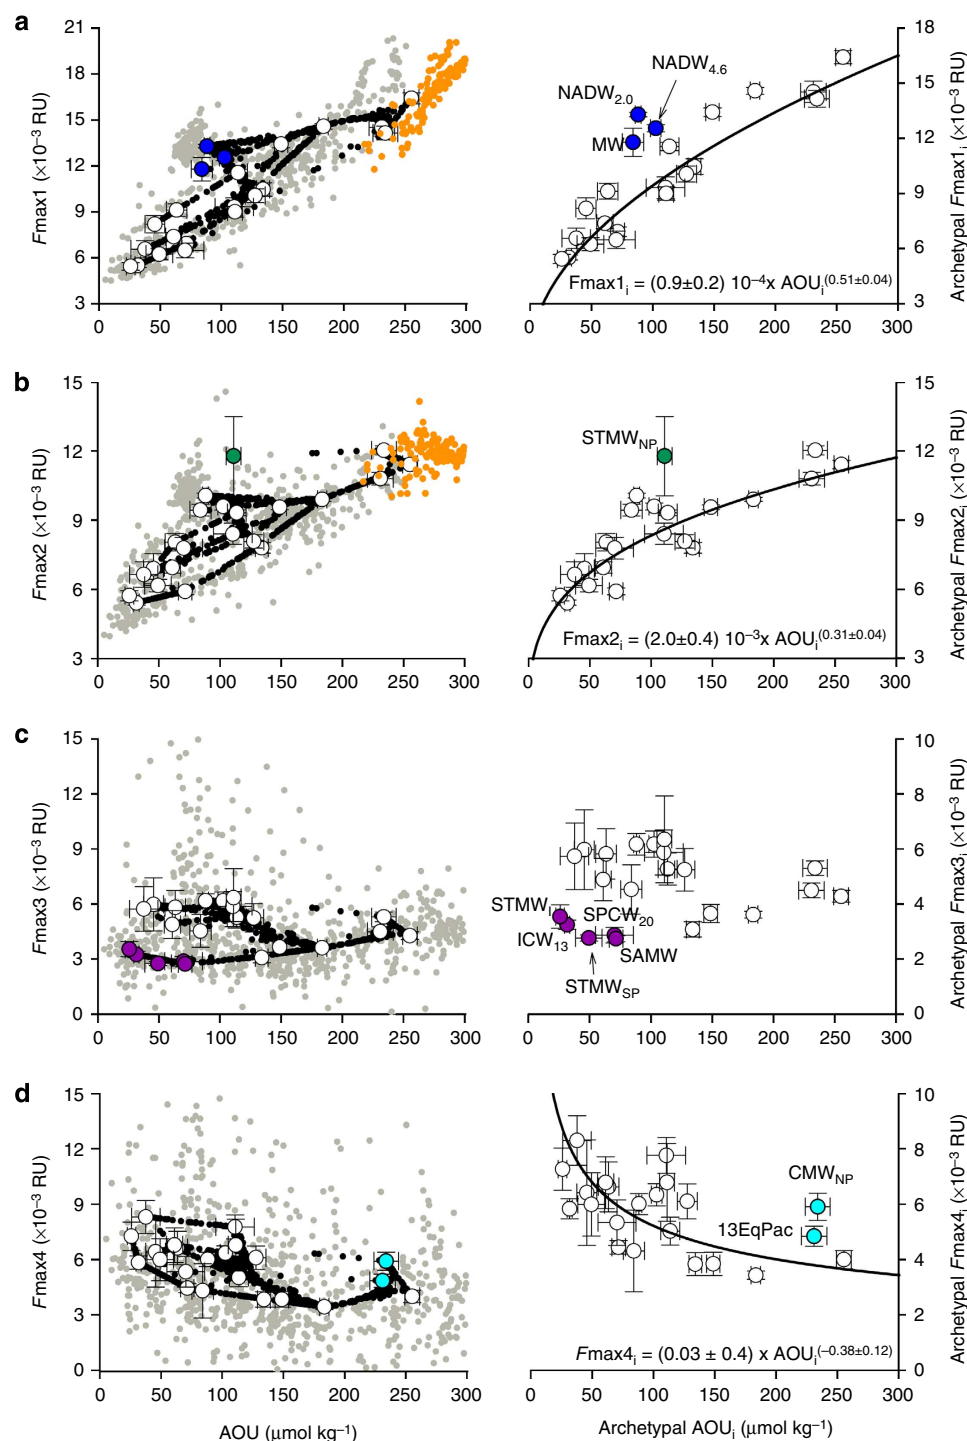 a
21
18
15
12
9
6
3
Fmax1 (×10⁻³ RU)
0 50 100 150 200 250 300
NADW4.6
NADW2.0
MW
Fmax1i = (0.9±0.2) 10⁻⁴x AOUi(0.51±0.04)
18
15
12
9
6
3
Archetypal Fmax1i (×10⁻³ RU)
0 50 100 150 200 250 300
b
15
12
9
6
3
Fmax2 (×10⁻³ RU)
0 50 100 150 200 250 300
STMWNP
Fmax2i = (2.0±0.4) 10⁻³x AOUi(0.31±0.04)
15
12
9
6
3
Archetypal Fmax2i (×10⁻³ RU)
0 50 100 150 200 250 300
c
15
12
9
6
3
0
Fmax3 (×10⁻³ RU)
0 50 100 150 200 250 300
STMWI
SPCW20
ICW13
SAMW
STMWSP
10
8
6
4
2
0
Archetypal Fmax3i (×10⁻³ RU)
0 50 100 150 200 250 300
d
15
12
9
6
3
0
Fmax4 (×10⁻³ RU)
0 50 100 150 200 250 300
AOU (μmol kg⁻¹)
CMWNP
13EqPac
Fmax4i = (0.03 ± 0.4) x AOUi(−0.38±0.12)
10
8
6
4
2
0
Archetypal Fmax4i (×10⁻³ RU)
0 50 100 150 200 250 300
Archetypal AOUi (μmol kg⁻¹)